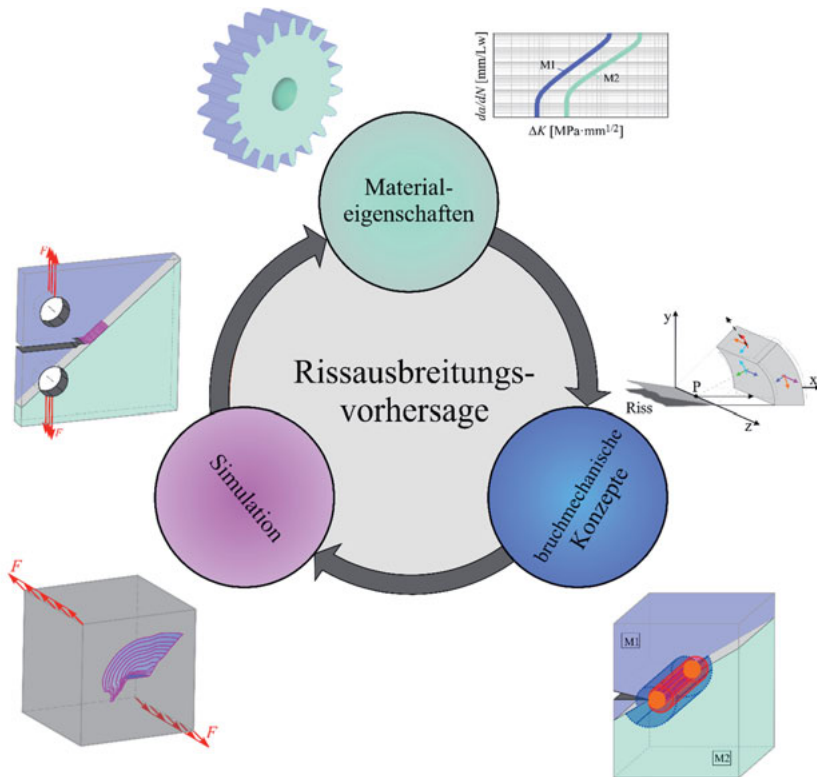 da/dN [mm/Lw]
M1
M2
ΔK [MPa·mm1/2]
Material-
eigenschaften
F
F
Rissausbreitungs-
vorhersage
y
x
P
Riss
z
Simulation
bruchmechanische
Konzepte
F
F
M1
M2